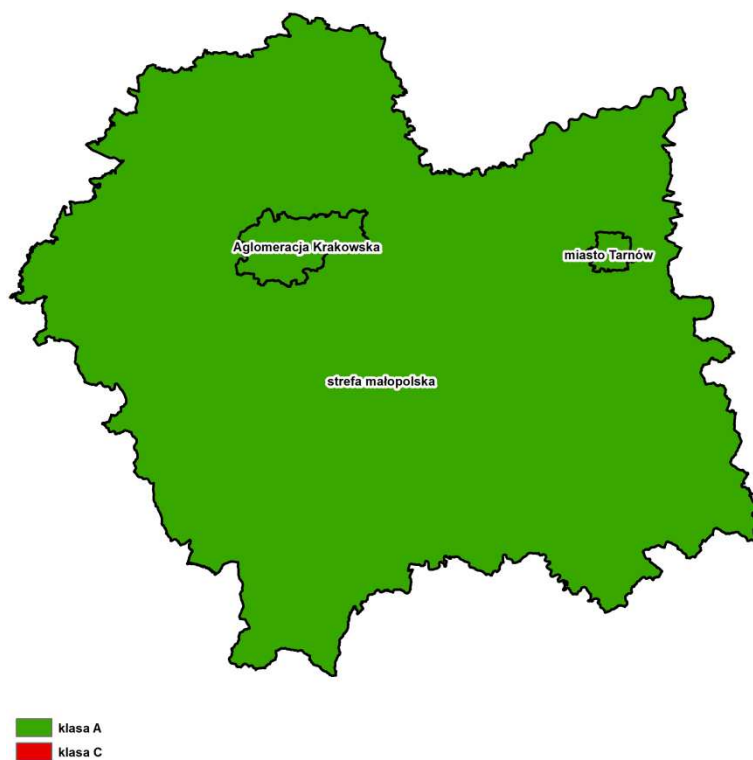 Aglomeracja Krakowska
miasto Tarnów
strefa małopolska
klasa A
klasa C